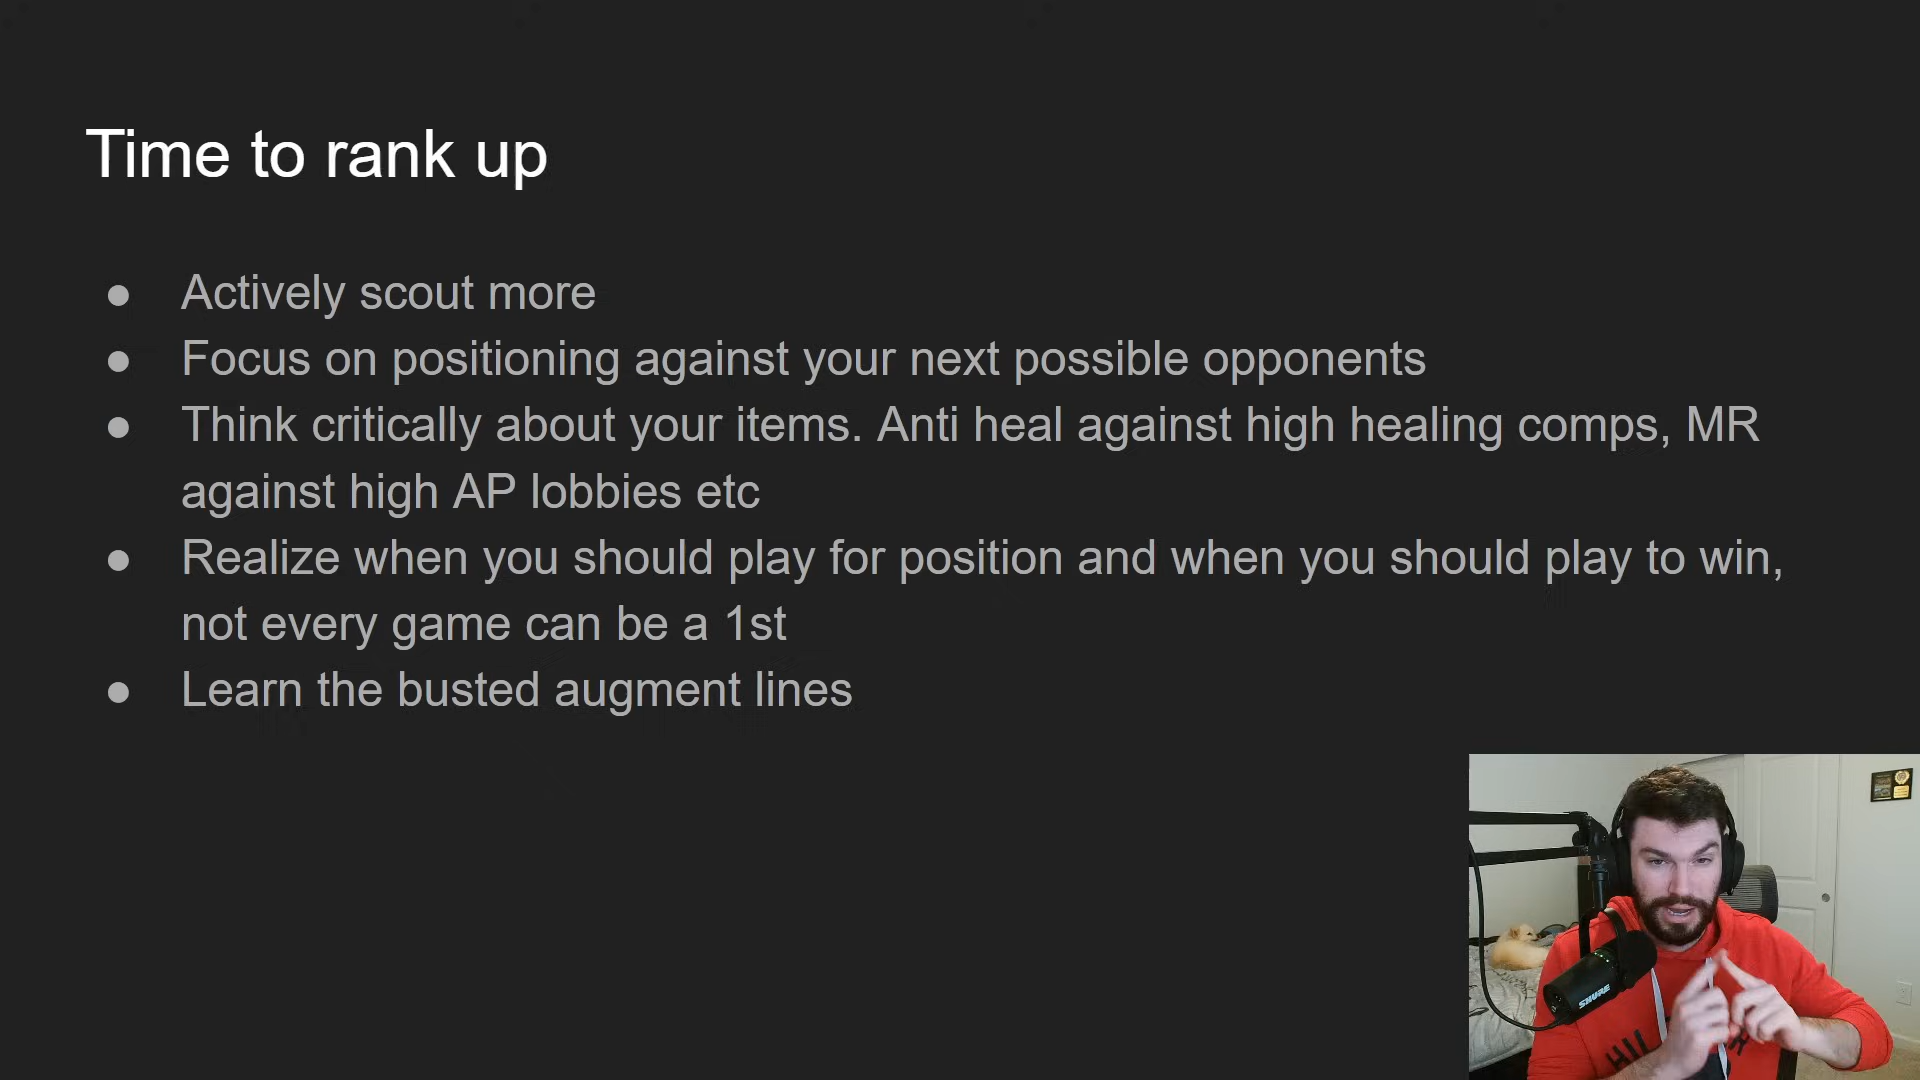 Time to rank up
● Actively scout more
● Focus on positioning against your next possible opponents
● Think critically about your items. Anti heal against high healing comps, MR
against high AP lobbies etc
● Realize when you should play for position and when you should play to win,
not every game can be a 1st
● Learn the busted augment lines
SHURE